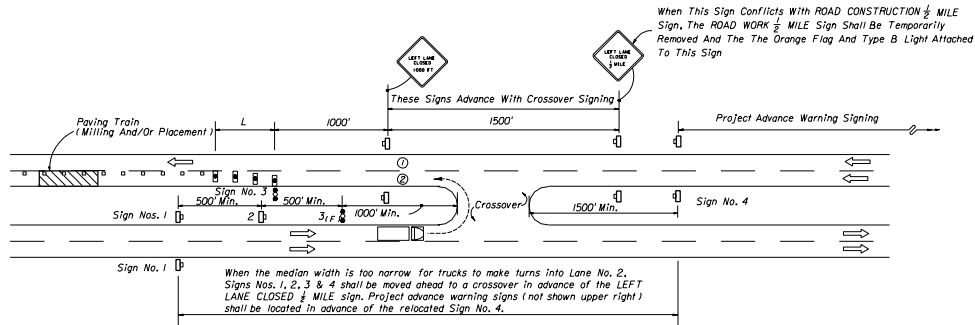 When This Sign Conflicts With ROAD CONSTRUCTION 1/2 MILE
Sign, The ROAD WORK 1/2 MILE Sign Shall Be Temporarily
Removed And The The Orange Flag And Type B Light Attached
To This Sign
LEFT LANE
CLOSED
1000 FT
LEFT LANE
CLOSED
1/2 MILE
These Signs Advance With Crossover Signing
Paving Train
(Milling And/Or Placement)
L
1000'
1500'
Project Advance Warning Signing
1
2
Sign No. 3
500' Min.
500' Min.
1000' Min.
Crossover
1500' Min.
Sign No. 4
Sign Nos. 1
2
3(F)
Sign No. 1
When the median width is too narrow for trucks to make turns into Lane No. 2,
Signs Nos. 1, 2, 3 & 4 shall be moved ahead to a crossover in advance of the LEFT
LANE CLOSED 1/2 MILE sign. Project advance warning signs (not shown upper right)
shall be located in advance of the relocated Sign No. 4.